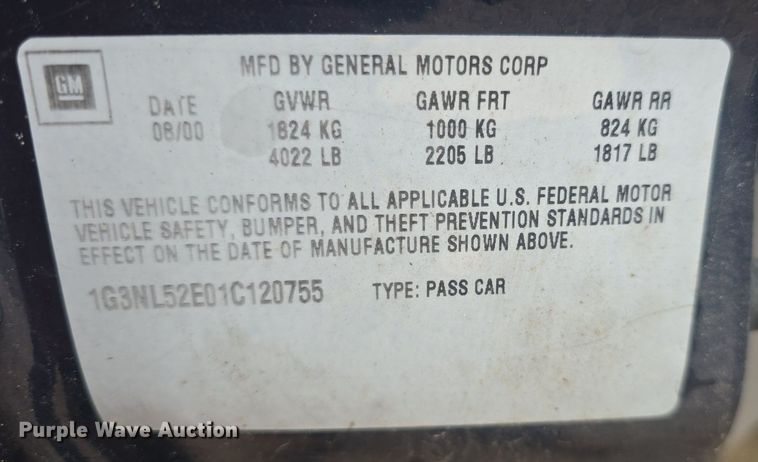 MFD BY GENERAL MOTORS CORP
GM
DATE GVWR GAWR FRT GAWR RR
08/00 1824 KG 1000 KG 824 KG
4022 LB 2205 LB 1817 LB
THIS VEHICLE CONFORMS TO ALL APPLICABLE U.S. FEDERAL MOTOR
VEHICLE SAFETY, BUMPER, AND THEFT PREVENTION STANDARDS IN
EFFECT ON THE DATE OF MANUFACTURE SHOWN ABOVE.
1G3NL52E01C120755 TYPE: PASS CAR
Purple Wave Auction